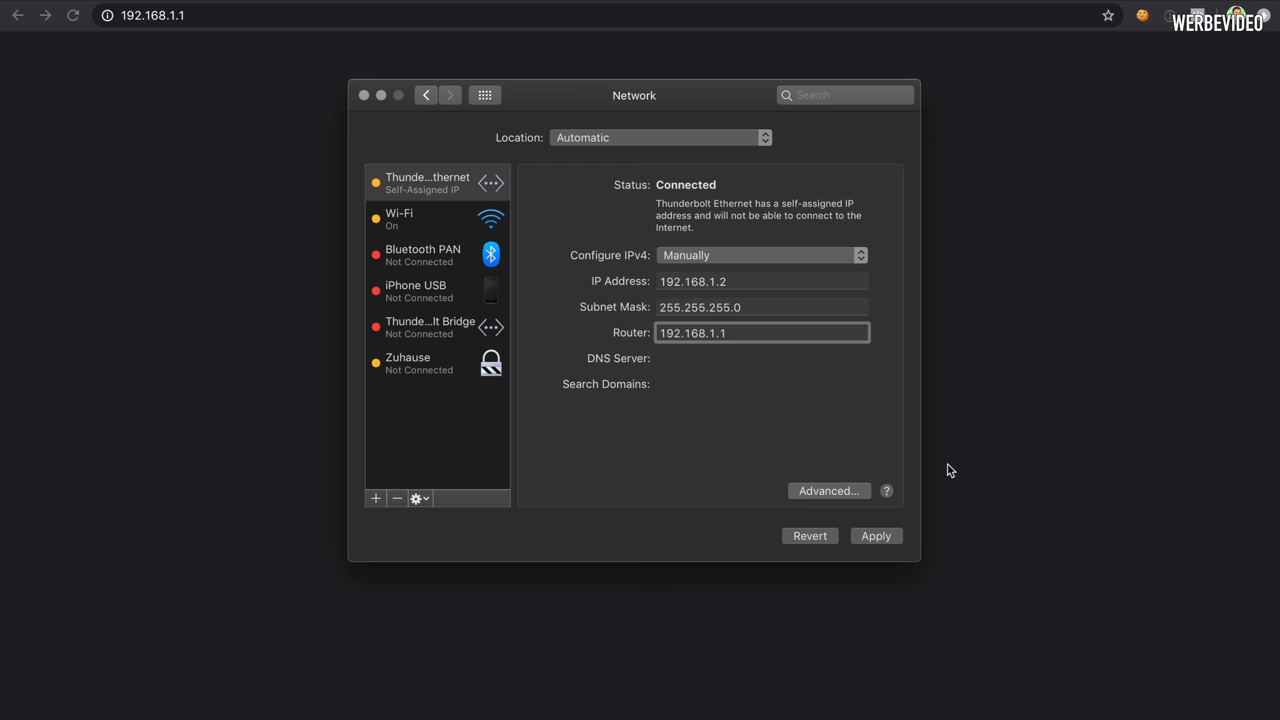 192.168.1.1
WERBEVIDEO
Network
Search
Location:
Automatic
Thunde...thernet
Self-Assigned IP
Wi-Fi
On
Bluetooth PAN
Not Connected
iPhone USB
Not Connected
Thunde...lt Bridge
Not Connected
Zuhause
Not Connected
Status: Connected
Thunderbolt Ethernet has a self-assigned IP
address and will not be able to connect to the
Internet.
Configure IPv4: Manually
IP Address: 192.168.1.2
Subnet Mask: 255.255.255.0
Router: 192.168.1.1
DNS Server:
Search Domains:
Advanced...
?
Revert
Apply